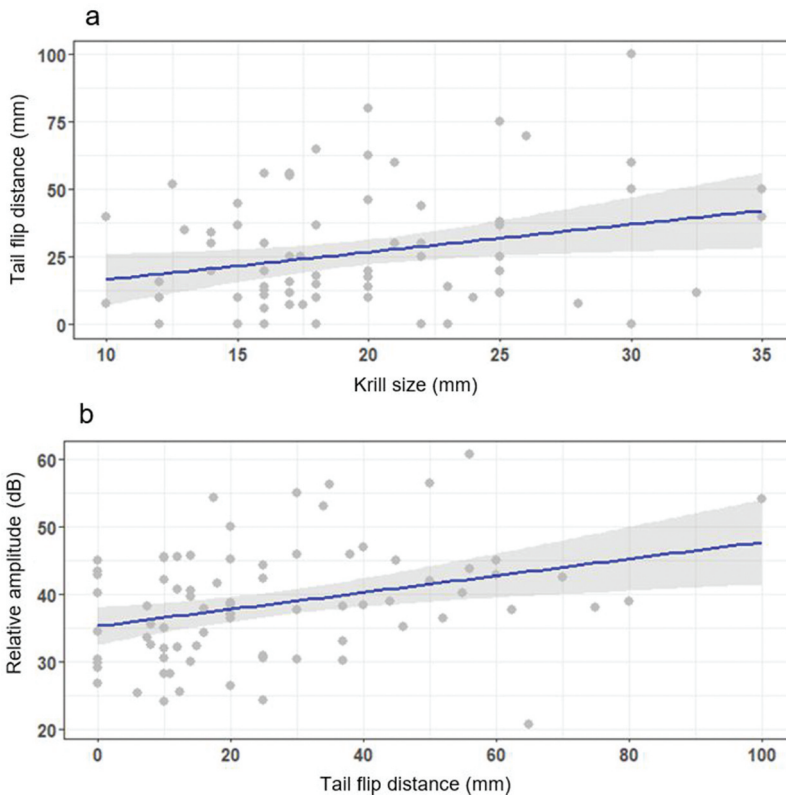 a
Tail flip distance (mm)
100
75
50
25
0
10 15 20 25 30 35
Krill size (mm)
b
Relative amplitude (dB)
60
50
40
30
20
0 20 40 60 80 100
Tail flip distance (mm)